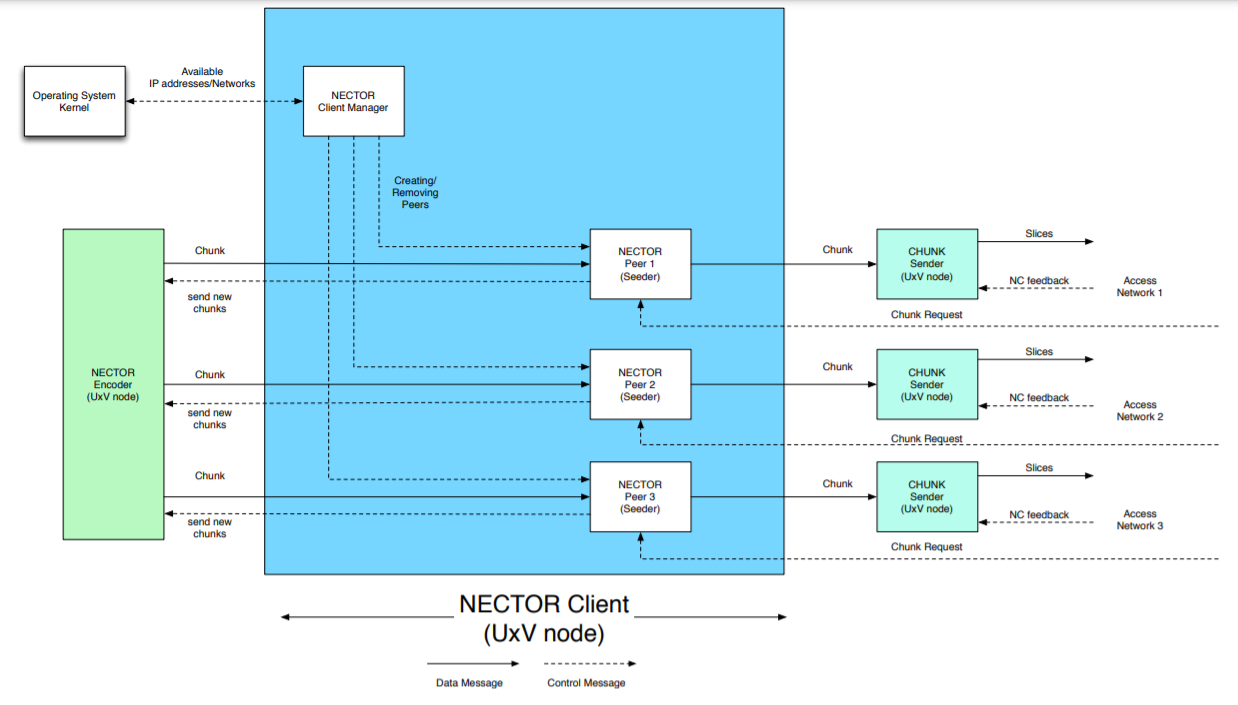 Available
IP addresses/Networks
Operating System
Kernel
NECTOR
Client Manager
Creating/
Removing
Peers
Chunk
NECTOR
Peer 1
(Seeder)
Chunk
CHUNK
Sender
(UxV node)
Slices
NC feedback
Access
Network 1
send new
chunks
Chunk Request
NECTOR
Encoder
(UxV node)
Chunk
NECTOR
Peer 2
(Seeder)
Chunk
CHUNK
Sender
(UxV node)
Slices
NC feedback
Access
Network 2
send new
chunks
Chunk Request
Chunk
NECTOR
Peer 3
(Seeder)
Chunk
CHUNK
Sender
(UxV node)
Slices
NC feedback
Access
Network 3
send new
chunks
Chunk Request
NECTOR Client
(UxV node)
Data Message
Control Message